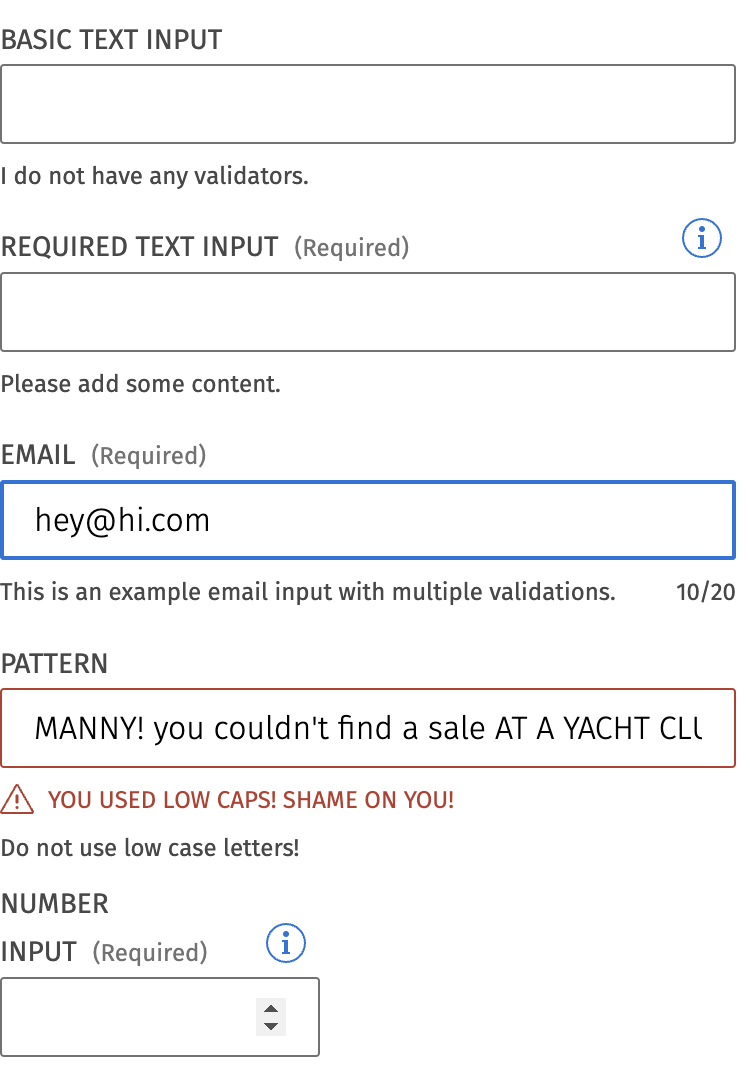 BASIC TEXT INPUT
I do not have any validators.
REQUIRED TEXT INPUT (Required)
Please add some content.
EMAIL (Required)
hey@hi.com
This is an example email input with multiple validations. 10/20
PATTERN
MANNY! you couldn't find a sale AT A YACHT CLU
YOU USED LOW CAPS! SHAME ON YOU!
Do not use low case letters!
NUMBER
INPUT (Required)